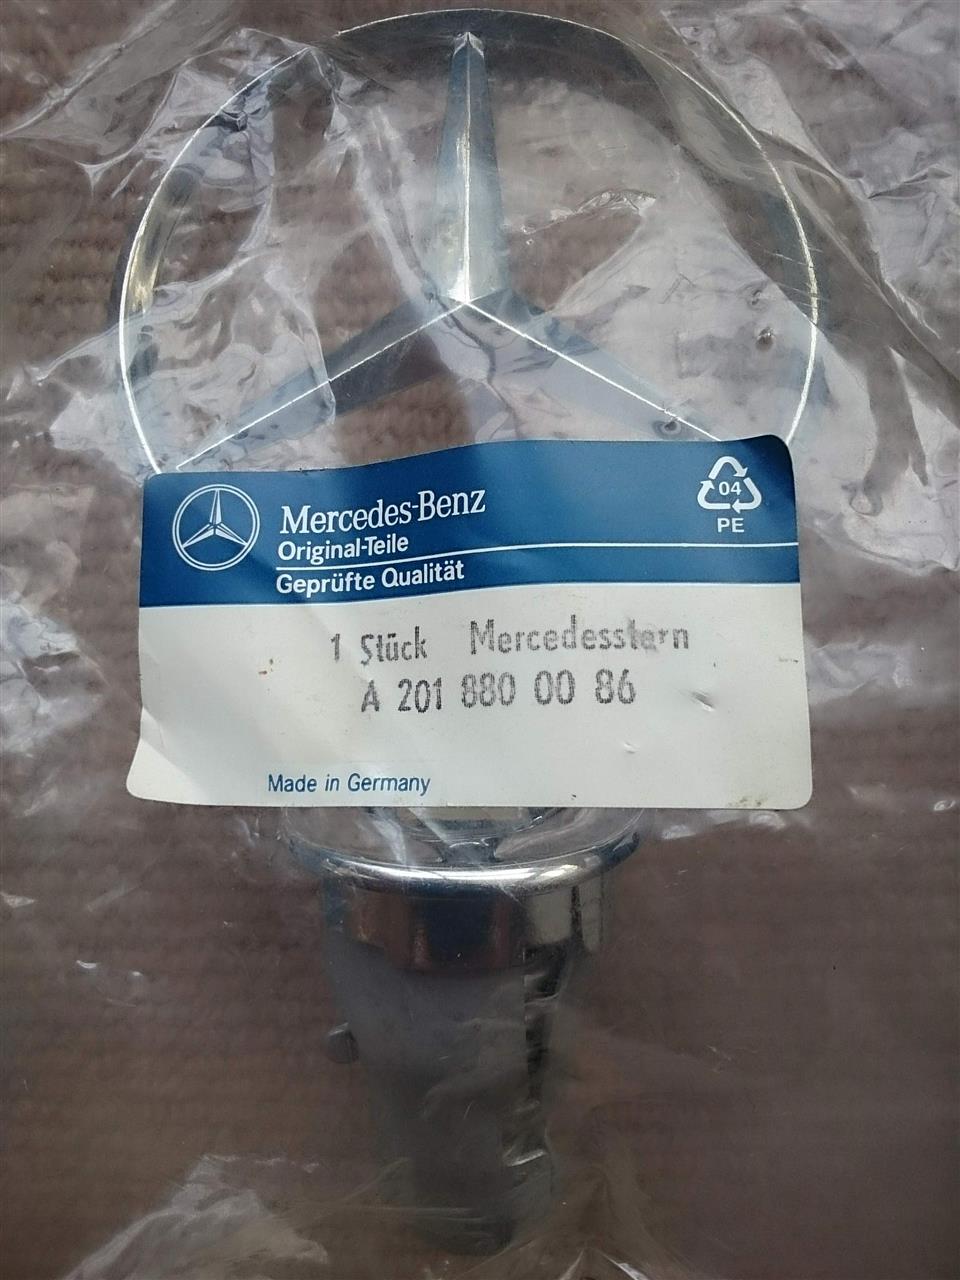 Mercedes-Benz
Original-Teile
Geprüfte Qualität
04
PE
1 Stück Mercedesstern
A 201 880 00 86
Made in Germany